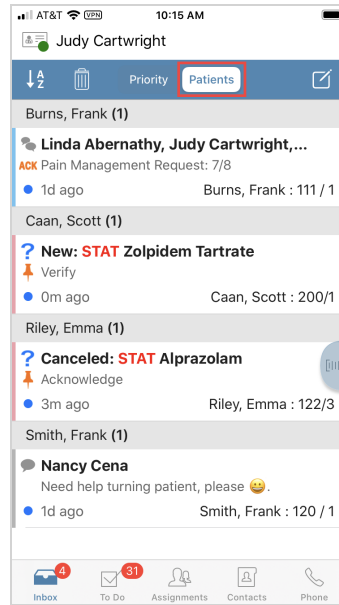 AT&T VPN 10:15 AM
Judy Cartwright
A Z Priority Patients
Burns, Frank (1)
Linda Abernathy, Judy Cartwright,...
ACK Pain Management Request: 7/8
1d ago Burns, Frank : 111 / 1
Caan, Scott (1)
? New: STAT Zolpidem Tartrate
Verify
0m ago Caan, Scott : 200/1
Riley, Emma (1)
? Canceled: STAT Alprazolam
Acknowledge
3m ago Riley, Emma : 122/3
Smith, Frank (1)
Nancy Cena
Need help turning patient, please 😀.
1d ago Smith, Frank : 120 / 1
4 31
Inbox To Do Assignments Contacts Phone